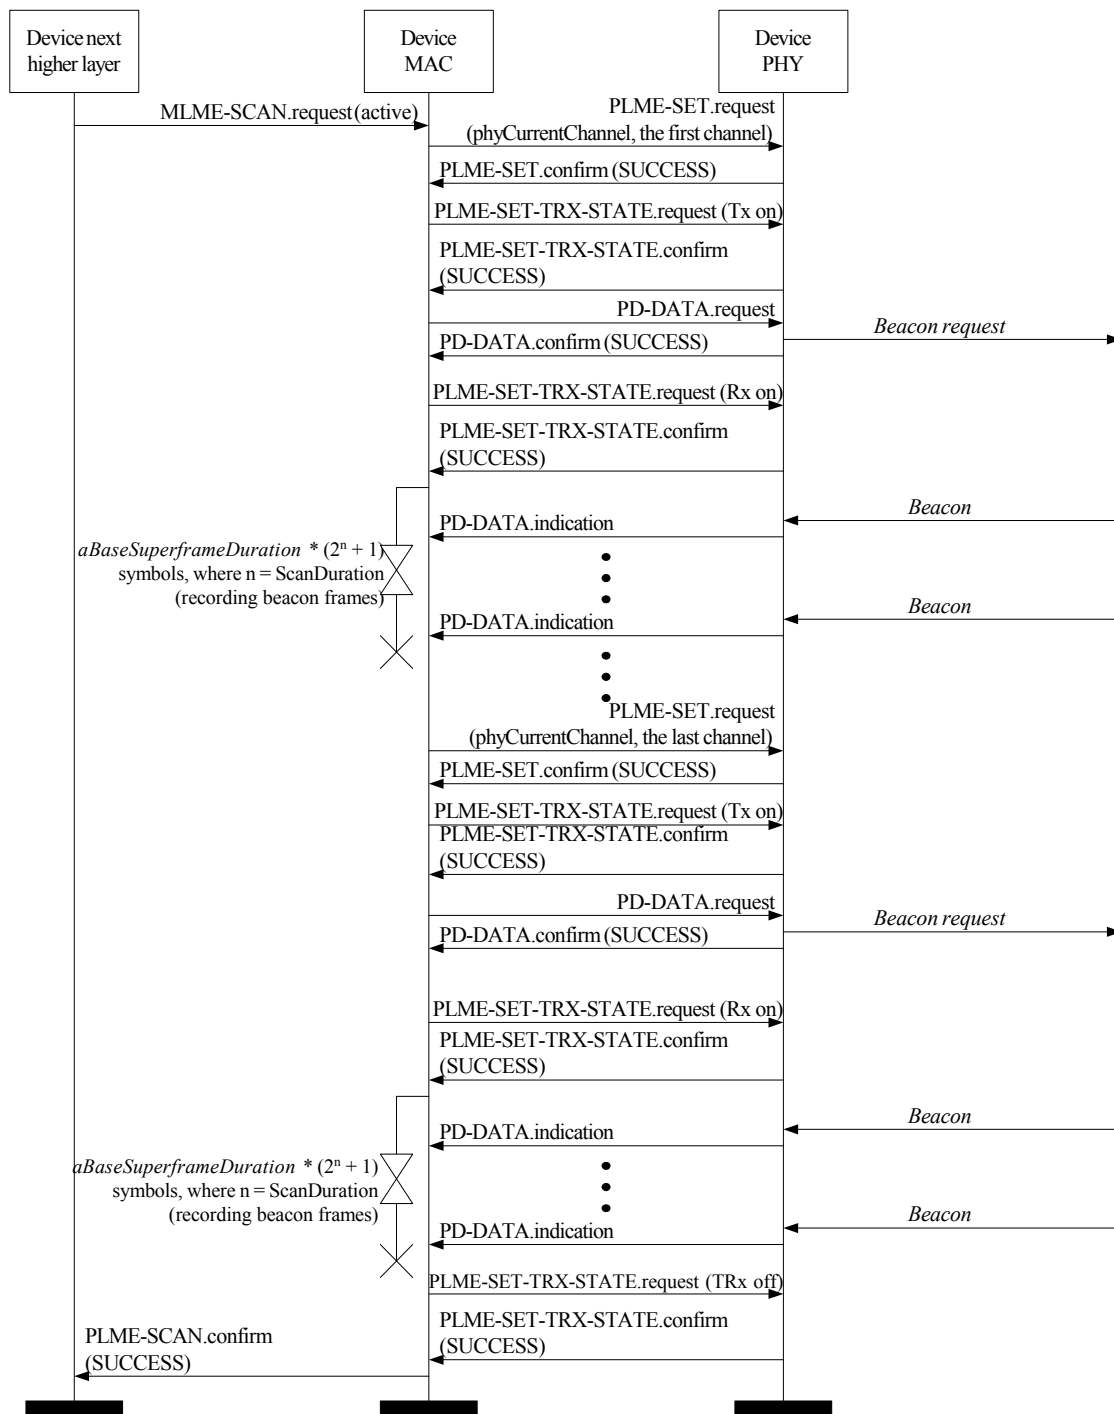 Device next
higher layer
Device
MAC
Device
PHY
MLME-SCAN.request (active)
PLME-SET.request
(phyCurrentChannel, the first channel)
PLME-SET.confirm (SUCCESS)
PLME-SET-TRX-STATE.request (Tx on)
PLME-SET-TRX-STATE.confirm
(SUCCESS)
PD-DATA.request
Beacon request
PD-DATA.confirm (SUCCESS)
PLME-SET-TRX-STATE.request (Rx on)
PLME-SET-TRX-STATE.confirm
(SUCCESS)
Beacon
PD-DATA.indication
aBaseSuperframeDuration * (2ⁿ + 1)
symbols, where n = ScanDuration
(recording beacon frames)
Beacon
PD-DATA.indication
PLME-SET.request
(phyCurrentChannel, the last channel)
PLME-SET.confirm (SUCCESS)
PLME-SET-TRX-STATE.request (Tx on)
PLME-SET-TRX-STATE.confirm
(SUCCESS)
PD-DATA.request
Beacon request
PD-DATA.confirm (SUCCESS)
PLME-SET-TRX-STATE.request (Rx on)
PLME-SET-TRX-STATE.confirm
(SUCCESS)
Beacon
PD-DATA.indication
aBaseSuperframeDuration * (2ⁿ + 1)
symbols, where n = ScanDuration
(recording beacon frames)
Beacon
PD-DATA.indication
PLME-SET-TRX-STATE.request (TRx off)
PLME-SET-TRX-STATE.confirm
(SUCCESS)
PLME-SCAN.confirm
(SUCCESS)